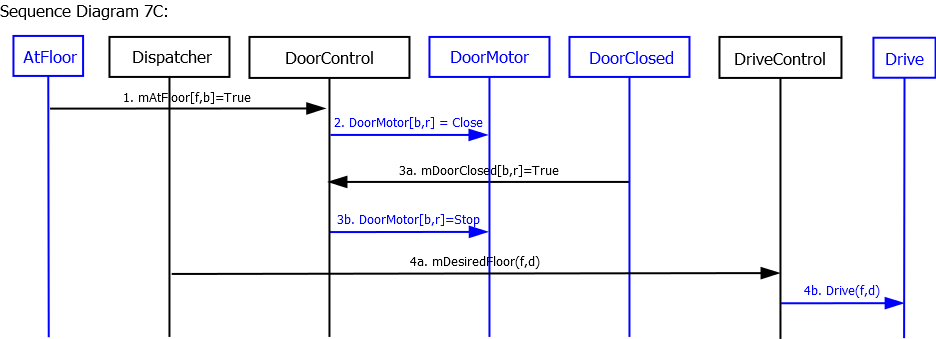 Sequence Diagram 7C:
AtFloor
Dispatcher
DoorControl
DoorMotor
DoorClosed
DriveControl
Drive
1. mAtFloor[f,b]=True
2. DoorMotor[b,r] = Close
3a. mDoorClosed[b,r]=True
3b. DoorMotor[b,r]=Stop
4a. mDesiredFloor(f,d)
4b. Drive(f,d)